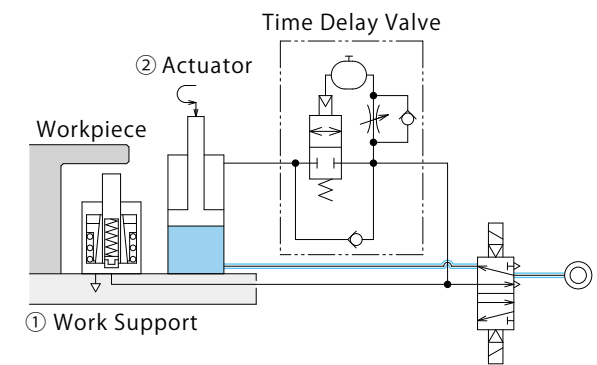 Time Delay Valve
② Actuator
Workpiece
① Work Support